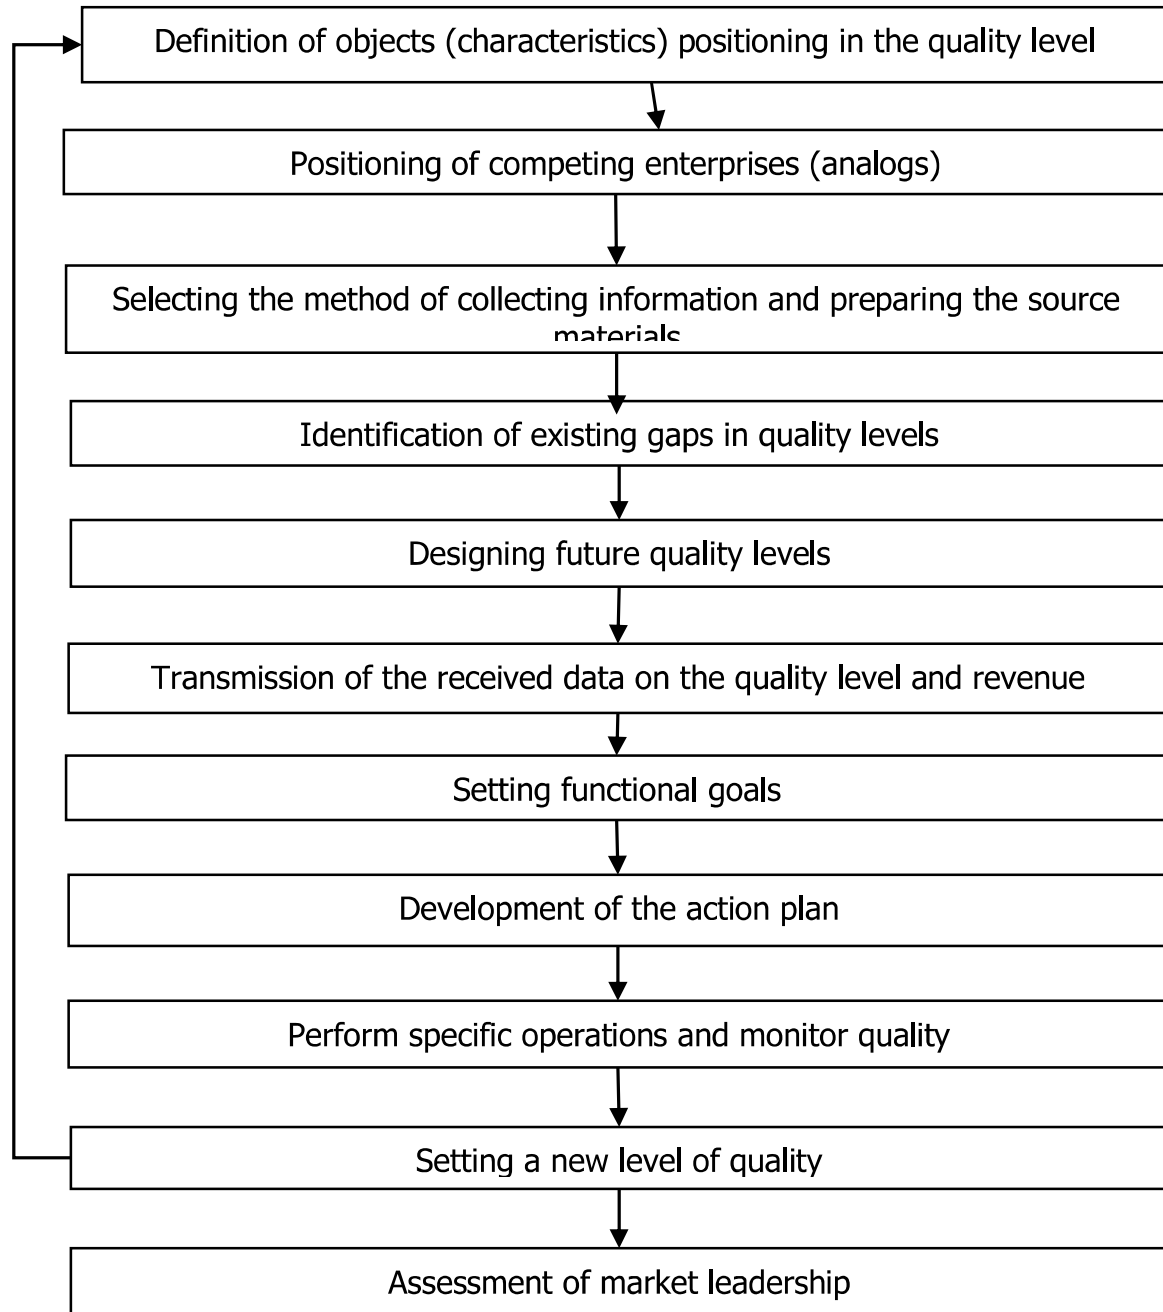 Definition of objects (characteristics) positioning in the quality level
Positioning of competing enterprises (analogs)
Selecting the method of collecting information and preparing the source
materials
Identification of existing gaps in quality levels
Designing future quality levels
Transmission of the received data on the quality level and revenue
Setting functional goals
Development of the action plan
Perform specific operations and monitor quality
Setting a new level of quality
Assessment of market leadership